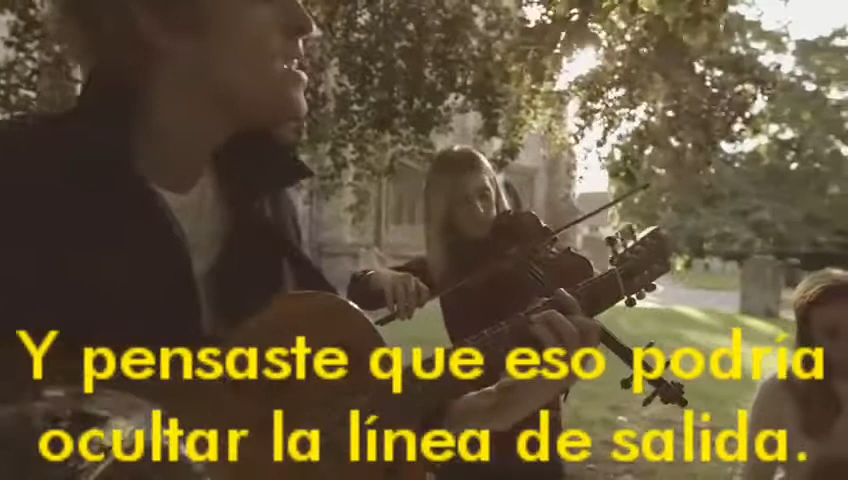 Y pensaste que eso podría
ocultar la línea de salida.